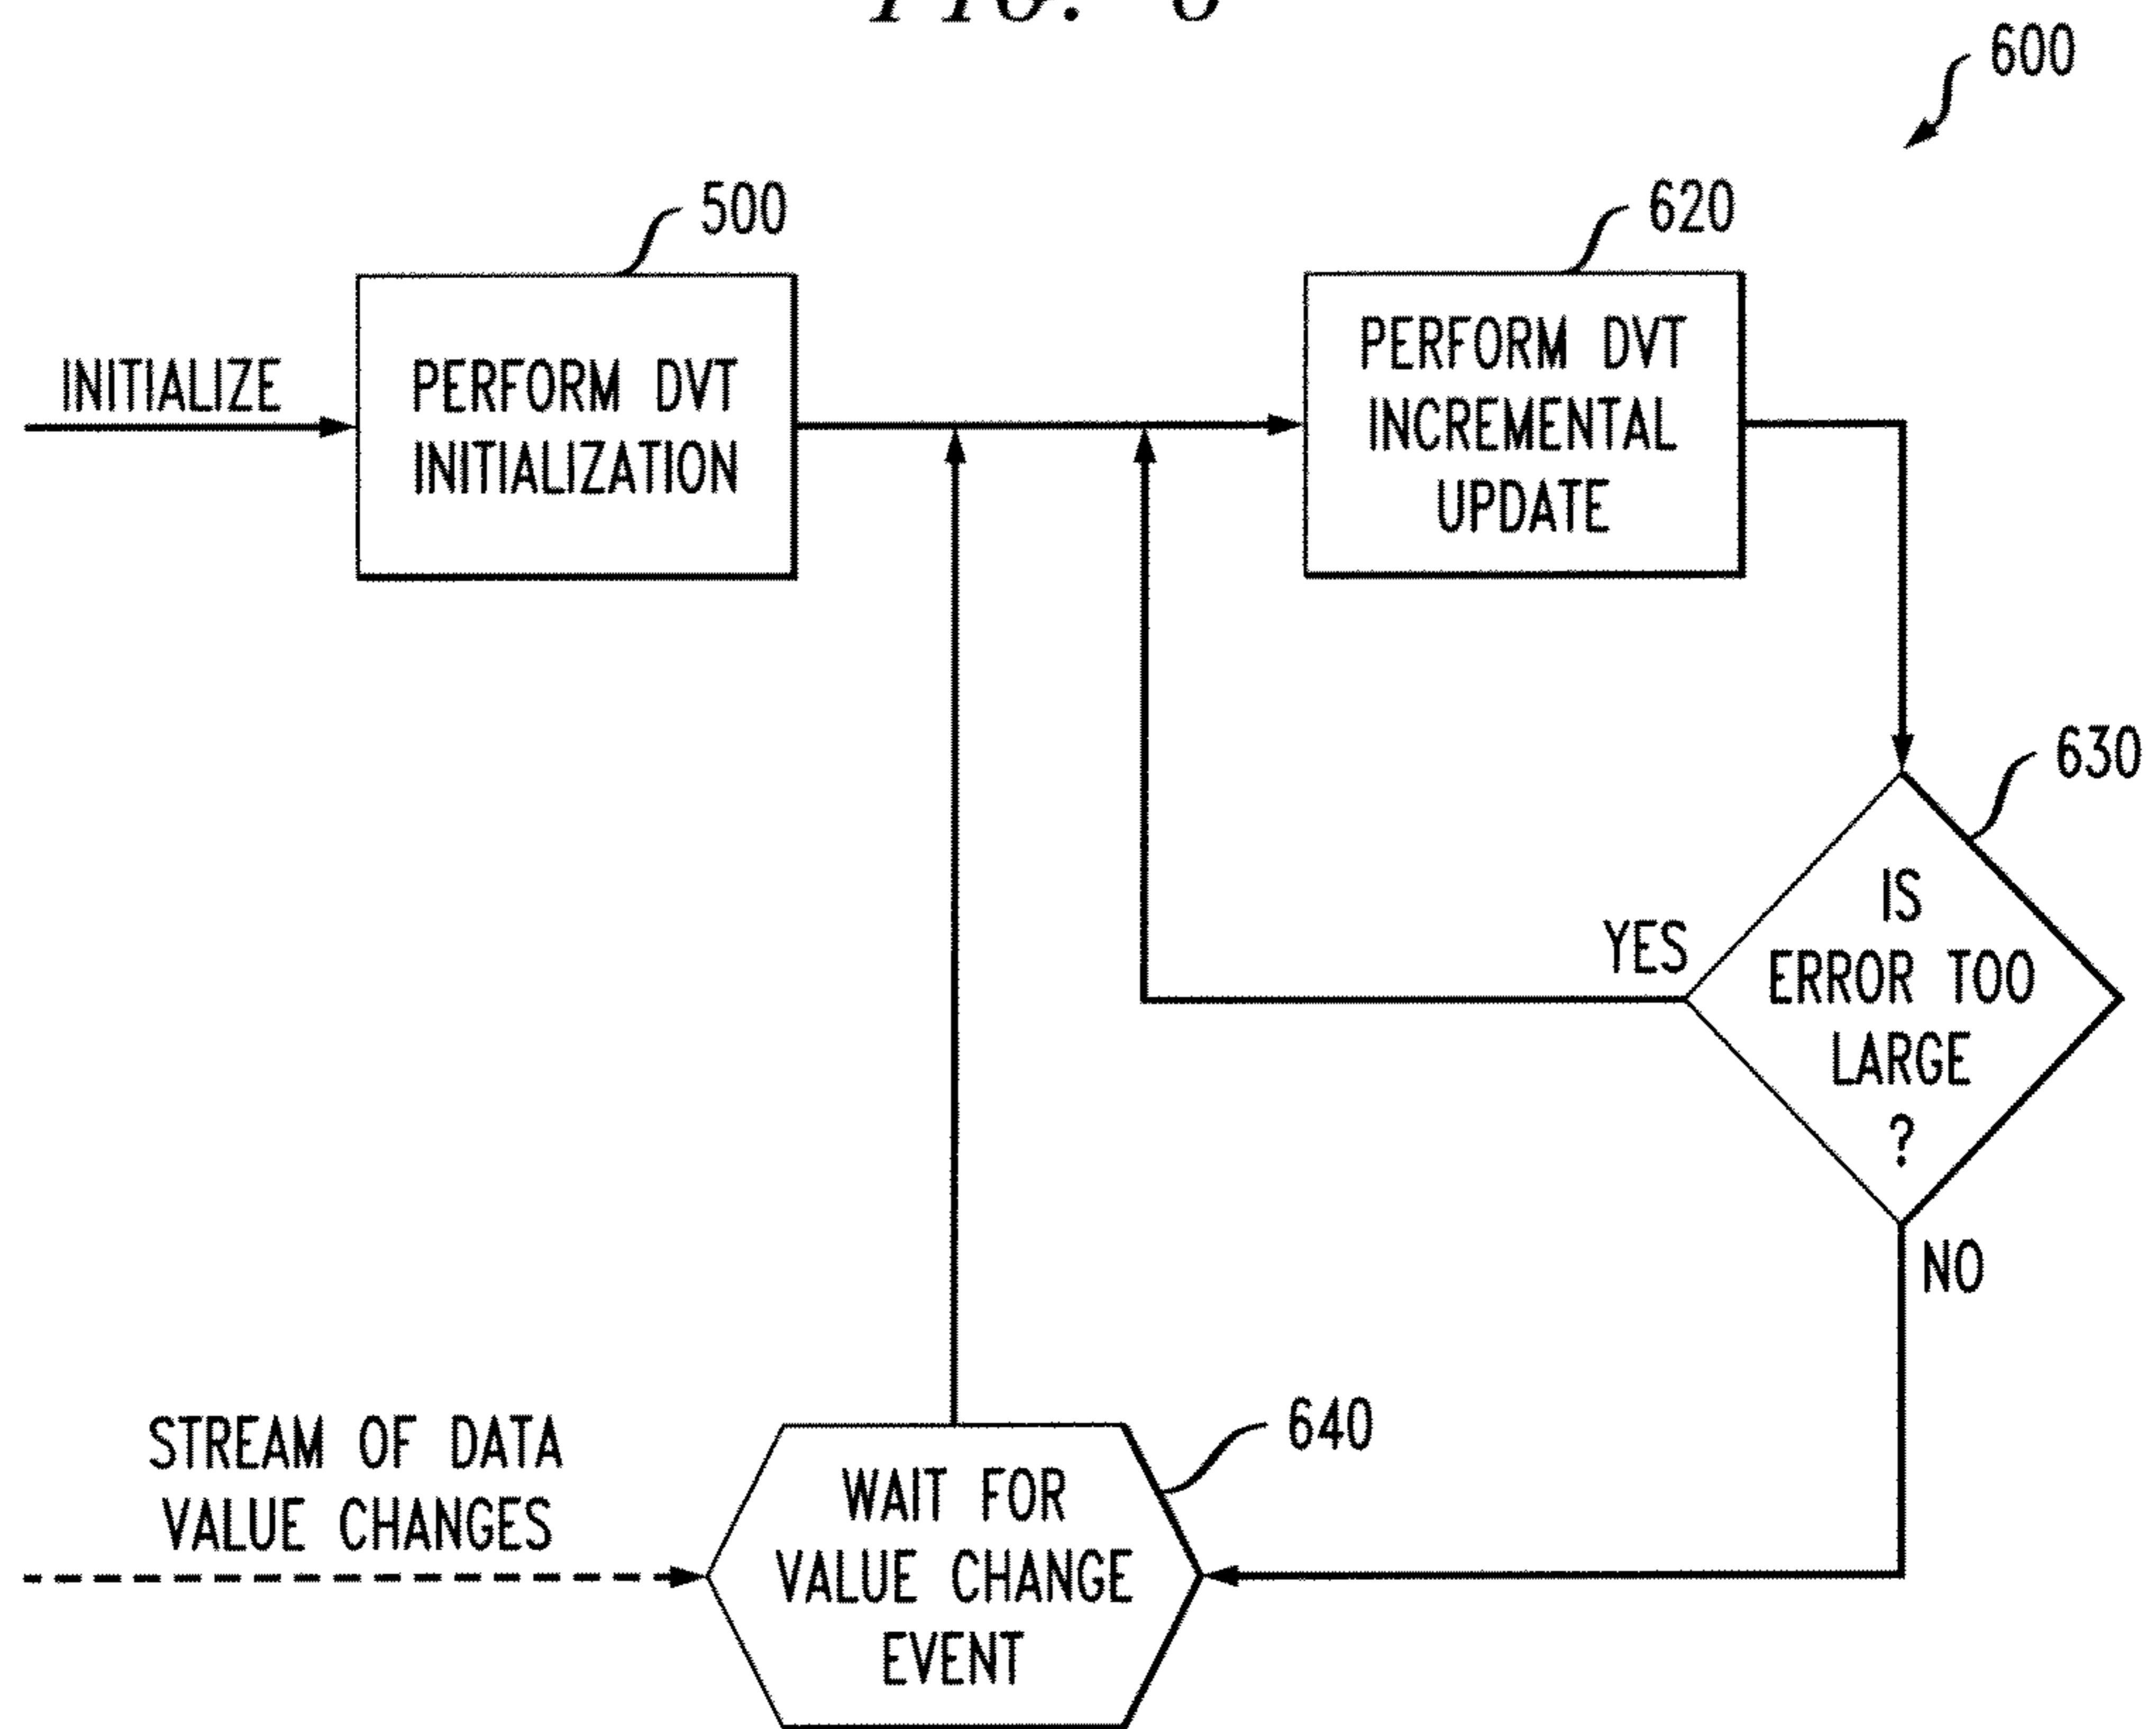 600
500
620
INITIALIZE
PERFORM DVT
INITIALIZATION
PERFORM DVT
INCREMENTAL
UPDATE
630
IS
ERROR TOO
LARGE
?
YES
NO
640
STREAM OF DATA
VALUE CHANGES
WAIT FOR
VALUE CHANGE
EVENT